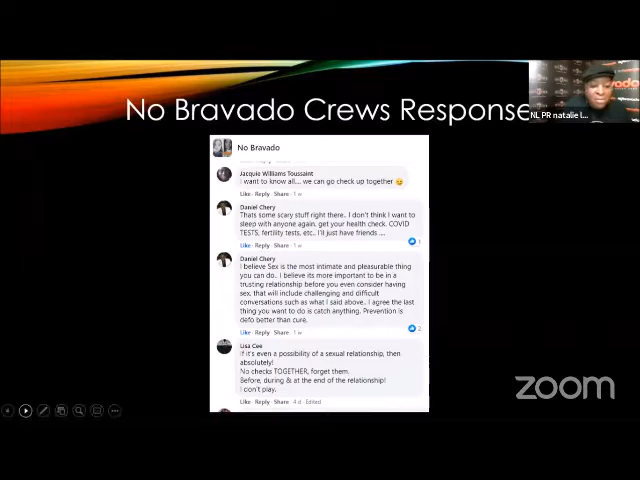 No Bravado Crews Response
NL PR natalie l...
No Bravado
Jacquie Williams Toussaint
I want to know all.... we can go check up together
Like · Reply · Share · 1 w
Daniel Chery
Thats some scary stuff right there.. I don't think I want to
sleep with anyone again. get your health check. COVID
TESTS, fertility tests, etc.. I'll just have friends ....
1
Like · Reply · Share · 1 w
Daniel Chery
I believe Sex is the most intimate and pleasurable thing
you can do.. I believe its more important to be in a
trusting relationship before you even consider having
sex, that will include challenging and difficult
conversations such as what I said above.. I agree the last
thing you want to do is catch anything. Prevention is
defo better than cure.
2
Like · Reply · Share · 1 w
Lisa Cee
If it's even a possibility of a sexual relationship, then
absolutely!
No checks TOGETHER, forget them.
Before, during & at the end of the relationship!
I don't play.
Like · Reply · Share · 4 d · Edited
zoom